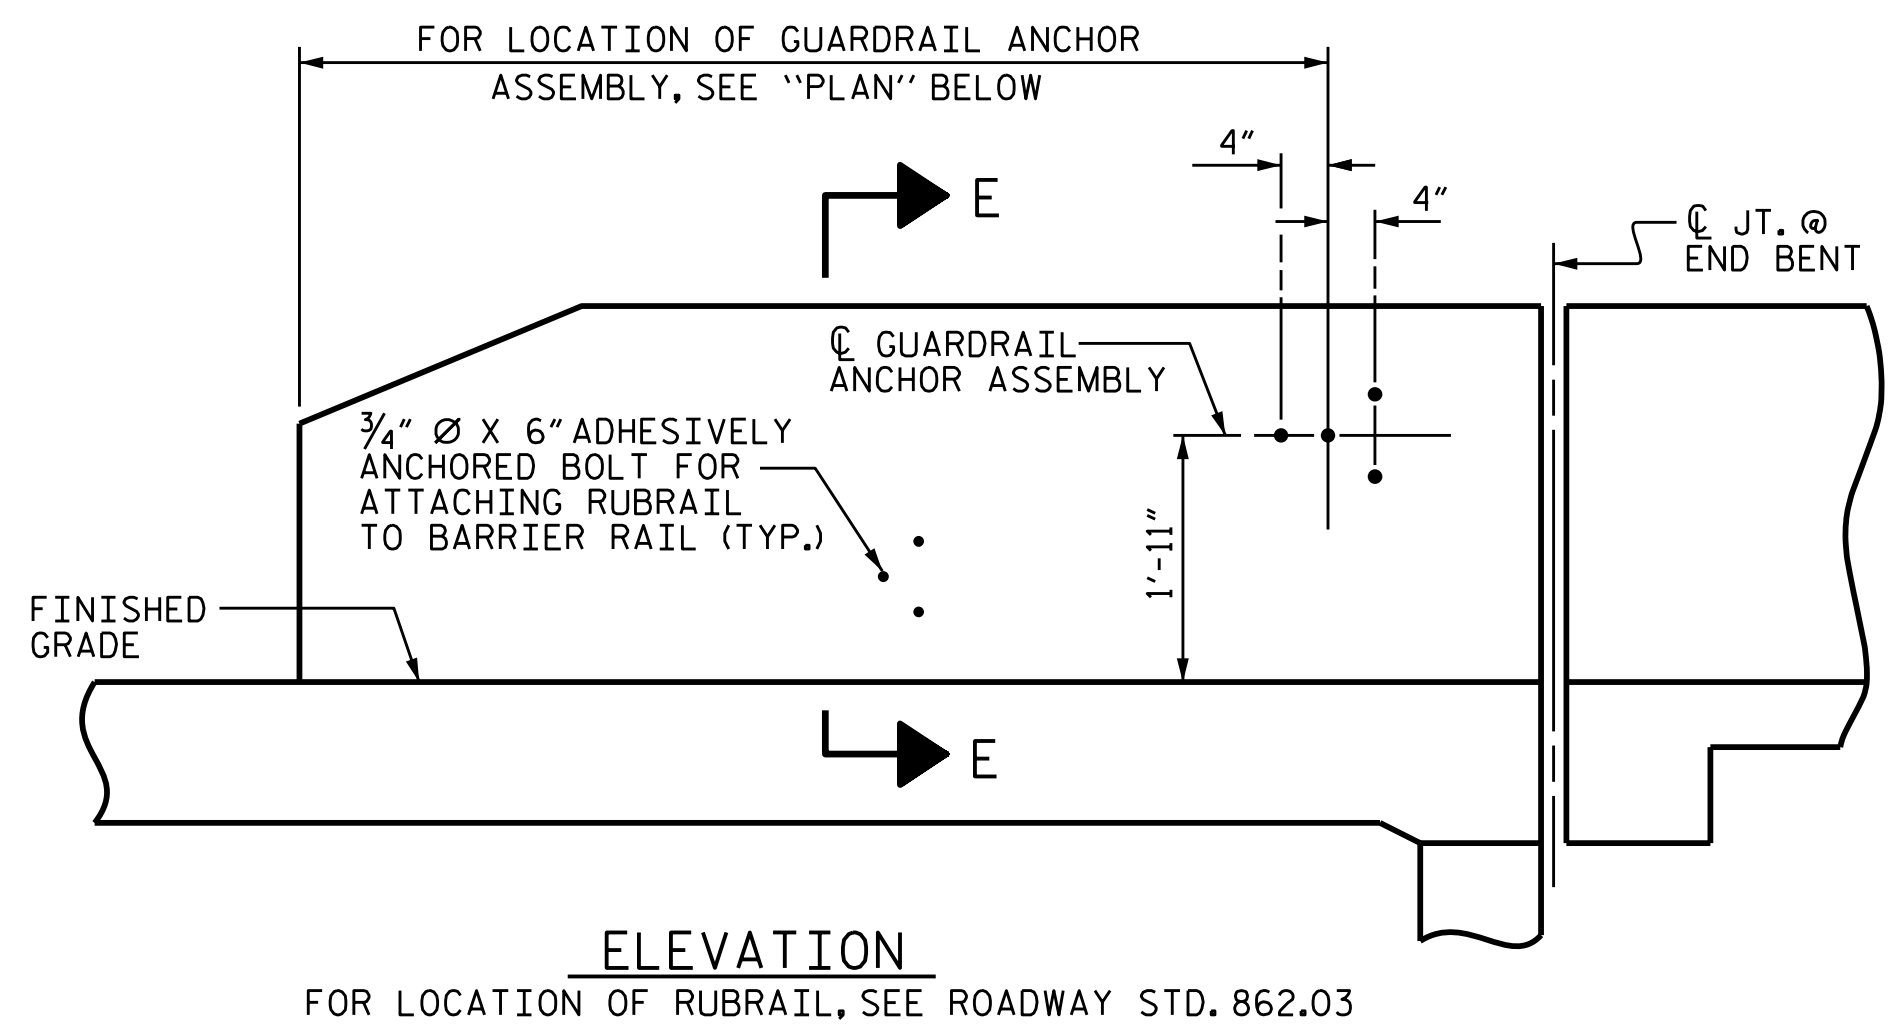 FOR LOCATION OF GUARDRAIL ANCHOR
ASSEMBLY, SEE "PLAN" BELOW
4"
4"
E
℄ JT. @
END BENT
℄ GUARDRAIL
ANCHOR ASSEMBLY
¾" Ø X 6" ADHESIVELY
ANCHORED BOLT FOR
ATTACHING RUBRAIL
TO BARRIER RAIL (TYP.)
1'-11"
FINISHED
GRADE
E
ELEVATION
FOR LOCATION OF RUBRAIL, SEE ROADWAY STD. 862.03